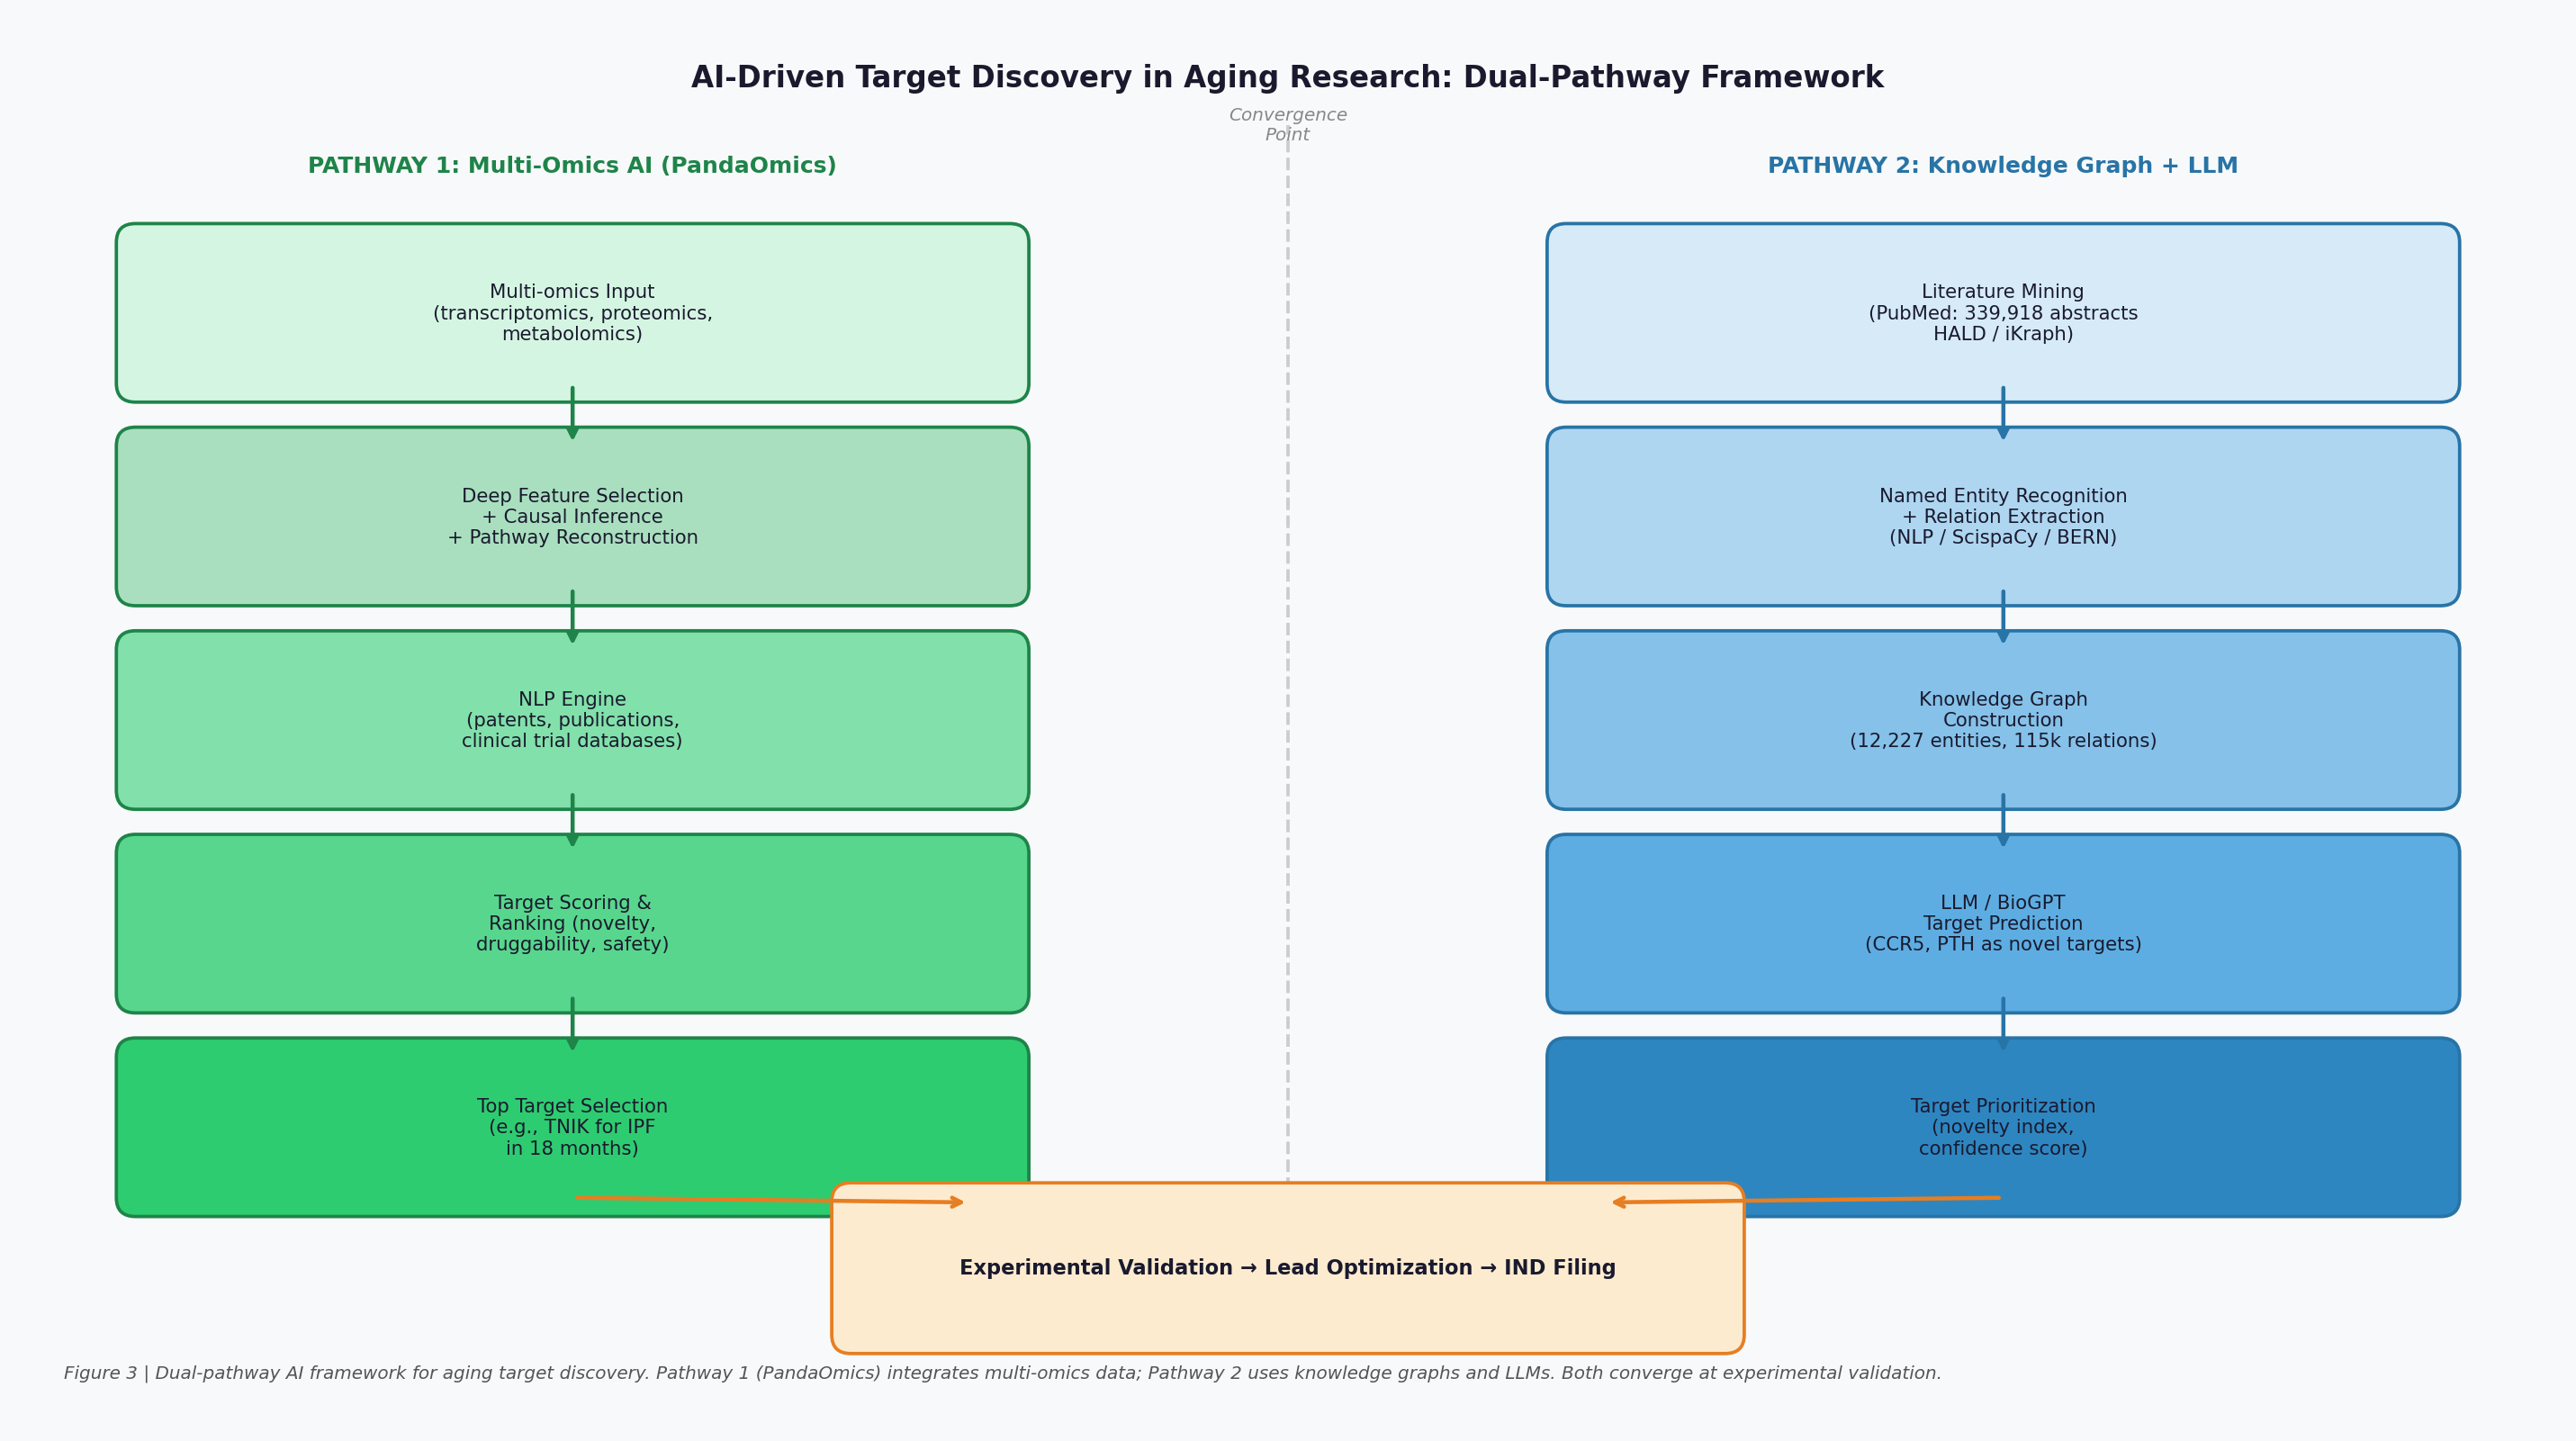 AI-Driven Target Discovery in Aging Research: Dual-Pathway Framework
Convergence
Point
PATHWAY 1: Multi-Omics AI (PandaOmics)
Multi-omics Input
(transcriptomics, proteomics,
metabolomics)
Deep Feature Selection
+ Causal Inference
+ Pathway Reconstruction
NLP Engine
(patents, publications,
clinical trial databases)
Target Scoring &
Ranking (novelty,
druggability, safety)
Top Target Selection
(e.g., TNIK for IPF
in 18 months)
PATHWAY 2: Knowledge Graph + LLM
Literature Mining
(PubMed: 339,918 abstracts
HALD / iKraph)
Named Entity Recognition
+ Relation Extraction
(NLP / ScispaCy / BERN)
Knowledge Graph
Construction
(12,227 entities, 115k relations)
LLM / BioGPT
Target Prediction
(CCR5, PTH as novel targets)
Target Prioritization
(novelty index,
confidence score)
Experimental Validation → Lead Optimization → IND Filing
Figure 3 | Dual-pathway AI framework for aging target discovery. Pathway 1 (PandaOmics) integrates multi-omics data; Pathway 2 uses knowledge graphs and LLMs. Both converge at experimental validation.